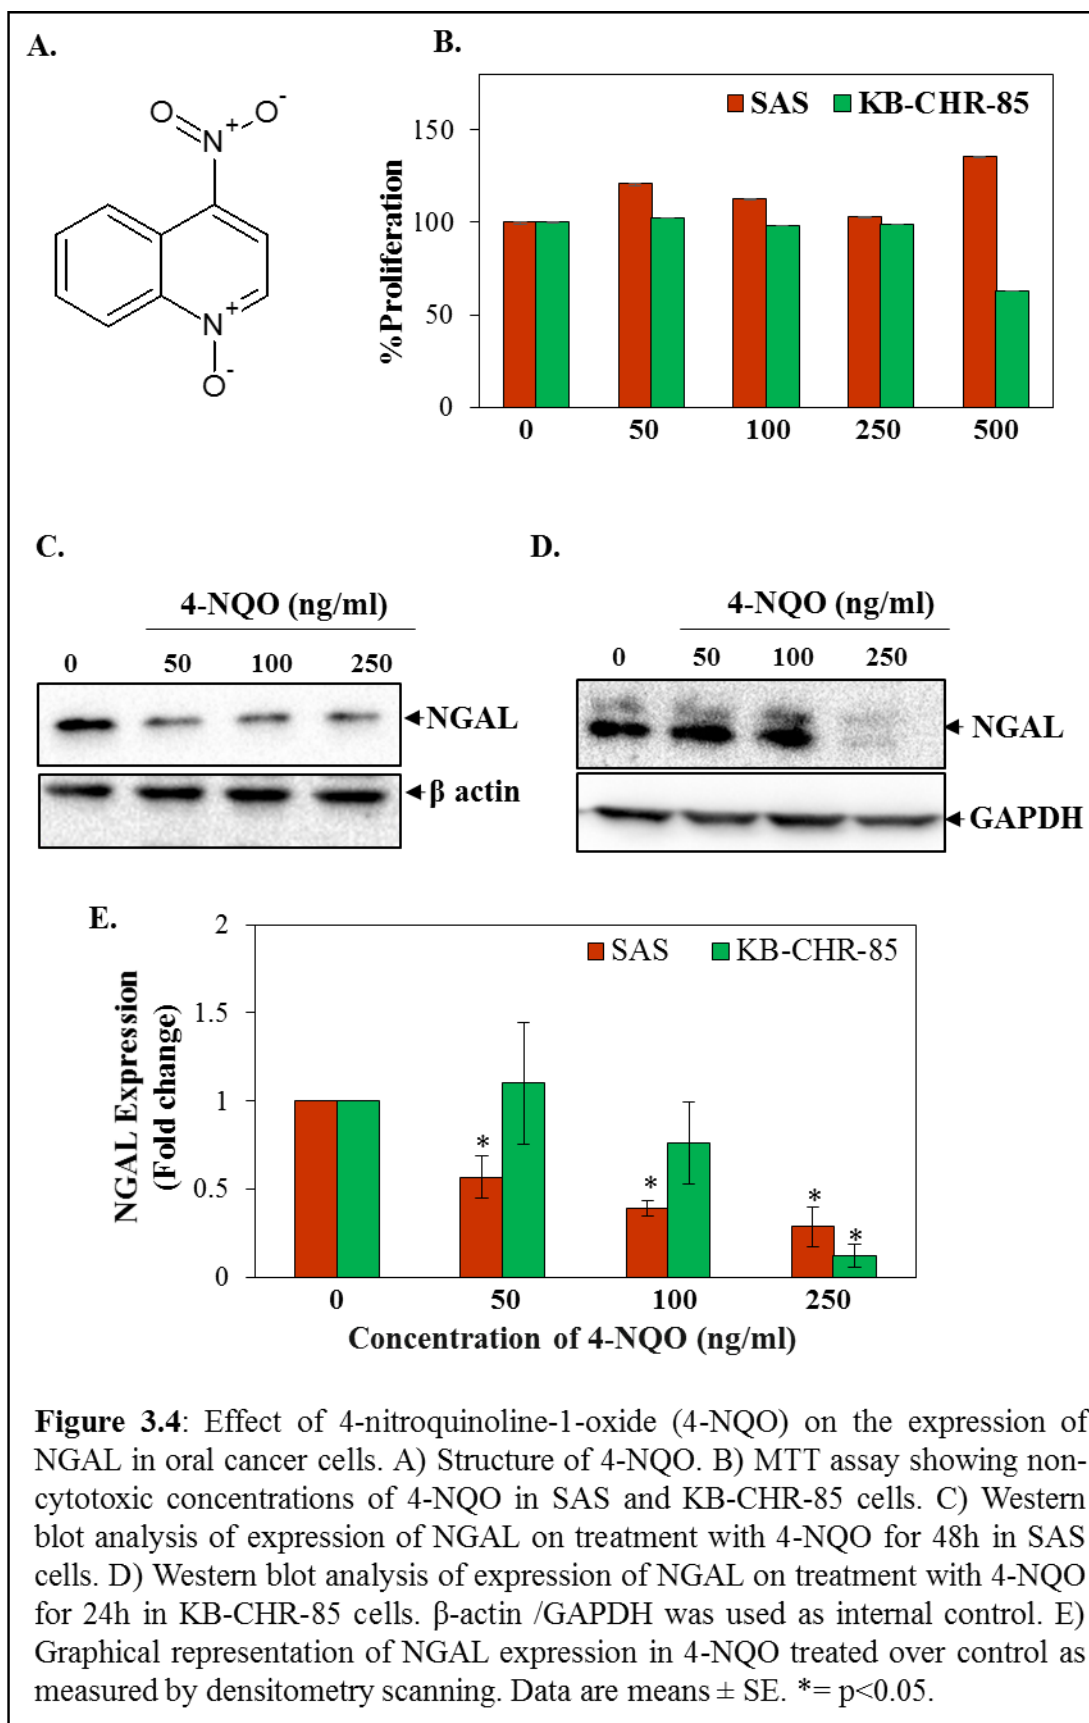 A.
O
O-
N+
N+
O-
B.
SAS KB-CHR-85
%Proliferation
150
100
50
0
0 50 100 250 500
C.
4-NQO (ng/ml)
0 50 100 250
NGAL
β actin
D.
4-NQO (ng/ml)
0 50 100 250
NGAL
GAPDH
E.
SAS KB-CHR-85
NGAL Expression
(Fold change)
2
1.5
1
0.5
0
* * * *
0 50 100 250
Concentration of 4-NQO (ng/ml)
Figure 3.4: Effect of 4-nitroquinoline-1-oxide (4-NQO) on the expression of
NGAL in oral cancer cells. A) Structure of 4-NQO. B) MTT assay showing non-
cytotoxic concentrations of 4-NQO in SAS and KB-CHR-85 cells. C) Western
blot analysis of expression of NGAL on treatment with 4-NQO for 48h in SAS
cells. D) Western blot analysis of expression of NGAL on treatment with 4-NQO
for 24h in KB-CHR-85 cells. β-actin /GAPDH was used as internal control. E)
Graphical representation of NGAL expression in 4-NQO treated over control as
measured by densitometry scanning. Data are means ± SE. *= p<0.05.